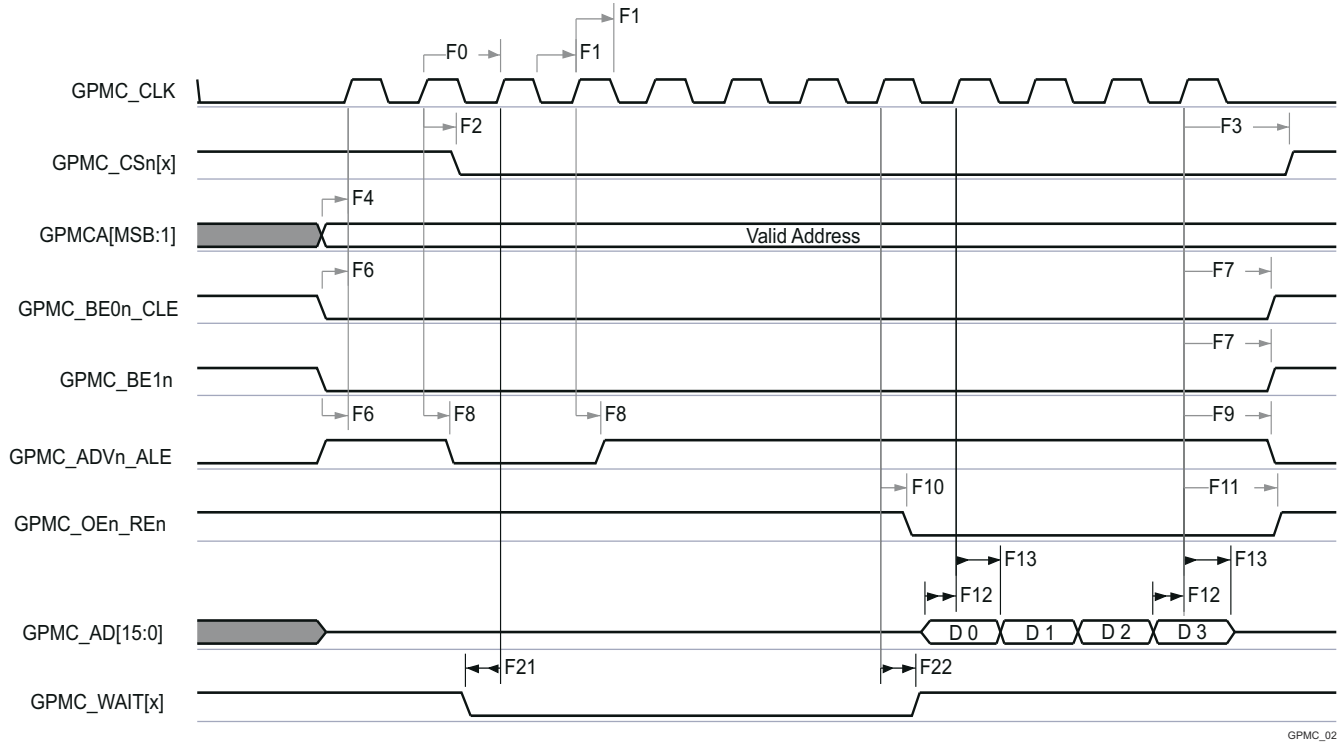 F1
F0
F1
GPMC_CLK
F2
F3
GPMC_CSn[x]
F4
GPMCA[MSB:1]
Valid Address
F6
F7
GPMC_BE0n_CLE
F7
GPMC_BE1n
F6
F8
F8
F9
GPMC_ADVn_ALE
F10
F11
GPMC_OEn_REn
F13
F13
F12
F12
GPMC_AD[15:0]
D 0
D 1
D 2
D 3
F21
F22
GPMC_WAIT[x]
GPMC_02